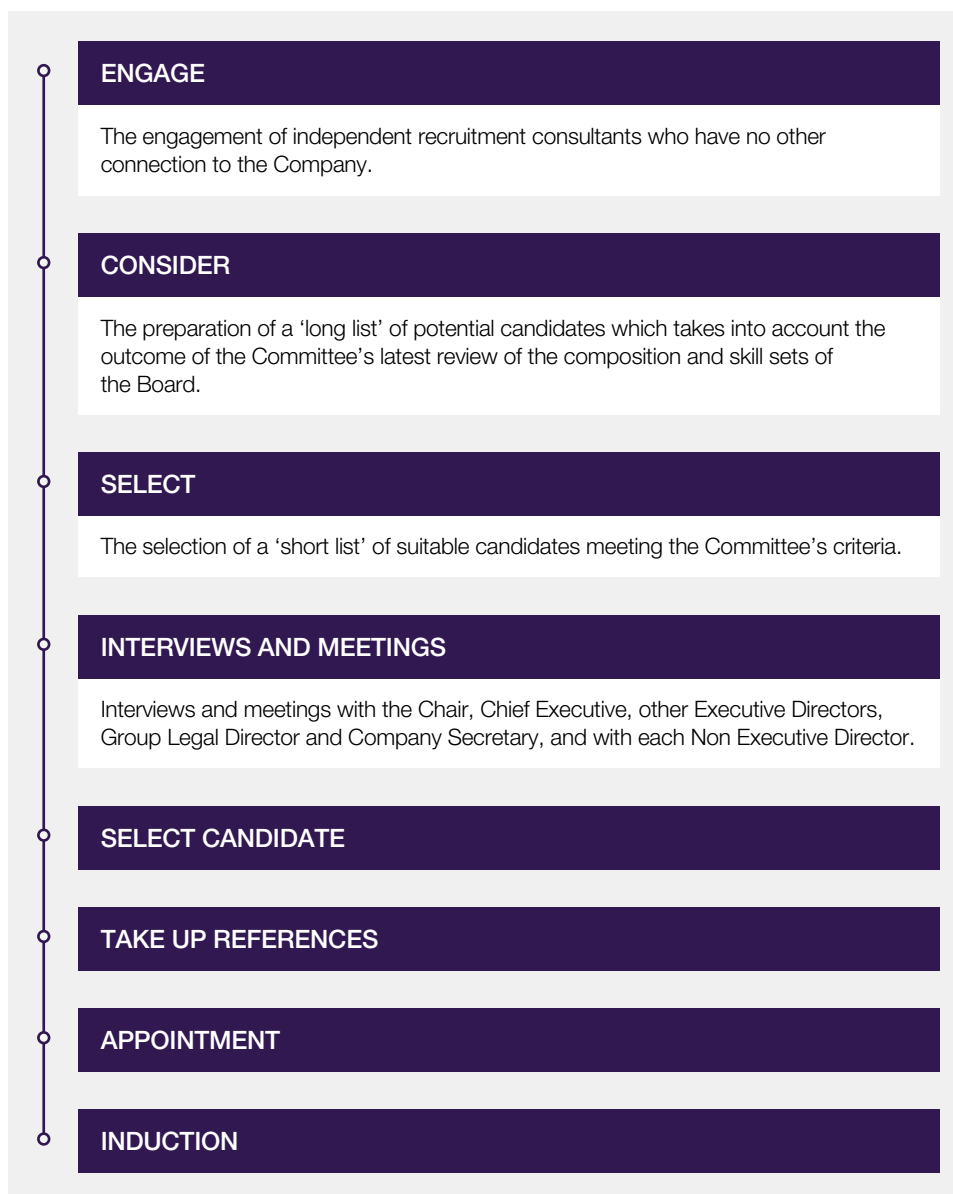 ENGAGE
The engagement of independent recruitment consultants who have no other
connection to the Company.
CONSIDER
The preparation of a ‘long list’ of potential candidates which takes into account the
outcome of the Committee’s latest review of the composition and skill sets of
the Board.
SELECT
The selection of a ‘short list’ of suitable candidates meeting the Committee’s criteria.
INTERVIEWS AND MEETINGS
Interviews and meetings with the Chair, Chief Executive, other Executive Directors,
Group Legal Director and Company Secretary, and with each Non Executive Director.
SELECT CANDIDATE
TAKE UP REFERENCES
APPOINTMENT
INDUCTION